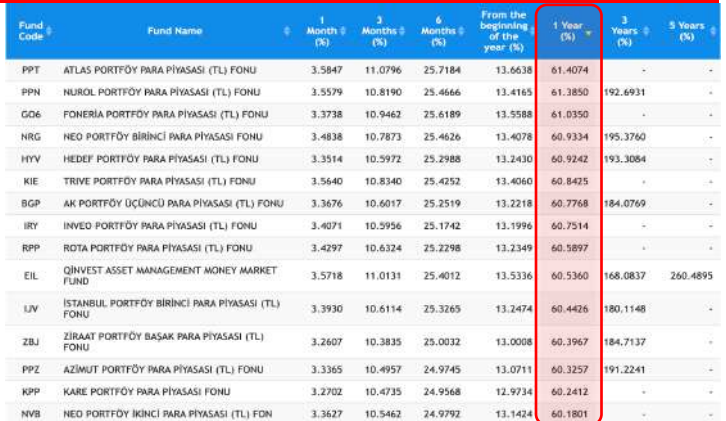 Fund Code Fund Name 1 Month (%) 3 Months (%) 6 Months (%) From the beginning of the year (%) 1 Year (%) 3 Years (%) 5 Years (%)
PPT ATLAS PORTFÖY PARA PİYASASI (TL) FONU 3.5847 11.0796 25.7184 13.6638 61.4074 - -
PPN NUROL PORTFÖY PARA PİYASASI (TL) FONU 3.5579 10.8190 25.4666 13.4165 61.3850 192.6931 -
GO6 FONERİA PORTFÖY PARA PİYASASI (TL) FONU 3.3738 10.9462 25.6189 13.5588 61.0350 - -
NRG NEO PORTFÖY BİRİNCİ PARA PİYASASI FONU 3.4838 10.7873 25.4626 13.4078 60.9334 195.3760 -
HYV HEDEF PORTFÖY PARA PİYASASI (TL) FONU 3.3514 10.5972 25.2988 13.2430 60.9242 193.3084 -
KIE TRIVE PORTFÖY PARA PİYASASI (TL) FONU 3.5640 10.8340 25.4252 13.4060 60.8425 - -
BGP AK PORTFÖY ÜÇÜNCÜ PARA PİYASASI (TL) FONU 3.3676 10.6017 25.2519 13.2218 60.7768 184.0769 -
IRY INVEO PORTFÖY PARA PİYASASI (TL) FONU 3.4071 10.5956 25.1742 13.1996 60.7514 - -
RPP ROTA PORTFÖY PARA PİYASASI (TL) FONU 3.4297 10.6324 25.2298 13.2349 60.5897 - -
EIL QİNVEST ASSET MANAGEMENT MONEY MARKET FUND 3.5718 11.0131 25.4012 13.5336 60.5360 168.0837 260.4895
IJV İSTANBUL PORTFÖY BİRİNCİ PARA PİYASASI (TL) FONU 3.3930 10.6114 25.3265 13.2474 60.4426 180.1148 -
ZBJ ZİRAAT PORTFÖY BAŞAK PARA PİYASASI (TL) FONU 3.2607 10.3835 25.0032 13.0008 60.3967 184.7137 -
PPZ AZİMUT PORTFÖY PARA PİYASASI (TL) FONU 3.3365 10.4957 24.9745 13.0711 60.3257 191.2241 -
KPP KARE PORTFÖY PARA PİYASASI FONU 3.2702 10.4735 24.9568 12.9734 60.2412 - -
NVB NEO PORTFÖY İKİNCİ PARA PİYASASI (TL) FON 3.3627 10.5462 24.9792 13.1424 60.1801 - -